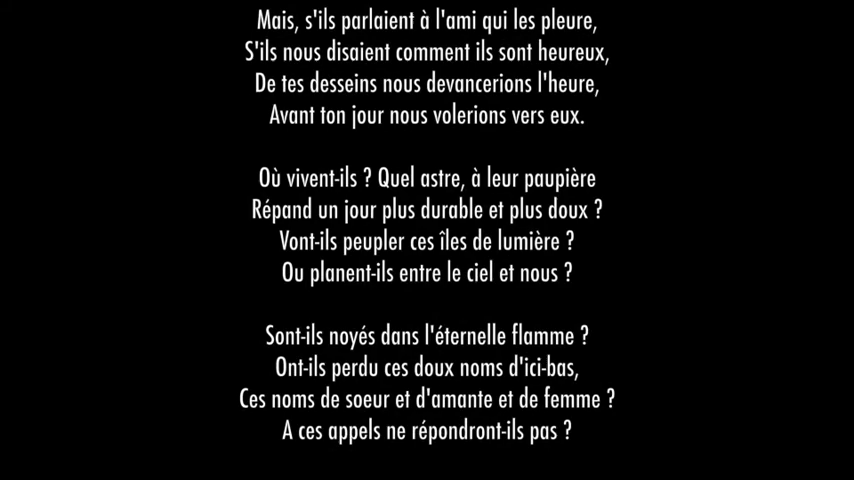 Mais, s'ils parlaient à l'ami qui les pleure,
S'ils nous disaient comment ils sont heureux,
De tes desseins nous devancerions l'heure,
Avant ton jour nous volerions vers eux.

Où vivent-ils ? Quel astre, à leur paupière
Répand un jour plus durable et plus doux ?
Vont-ils peupler ces îles de lumière ?
Ou planent-ils entre le ciel et nous ?

Sont-ils noyés dans l'éternelle flamme ?
Ont-ils perdu ces doux noms d'ici-bas,
Ces noms de soeur et d'amante et de femme ?
A ces appels ne répondront-ils pas ?